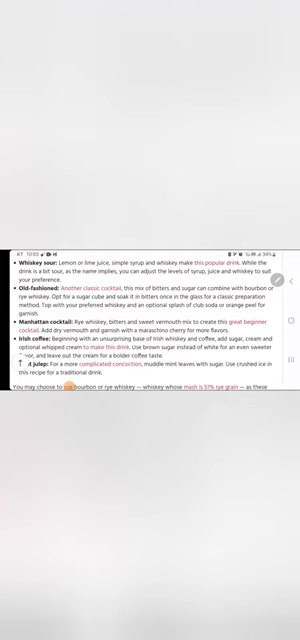 KT 10:03
34%
• Whiskey sour: Lemon or lime juice, simple syrup and whiskey make this popular drink. While the
drink is a bit sour, as the name implies, you can adjust the levels of syrup, juice and whiskey to suit
your preference.
• Old-fashioned: Another classic cocktail, this mix of bitters and sugar can combine with bourbon or
rye whiskey. Opt for a sugar cube and soak it in bitters once in the glass for a classic preparation
method. Top with your preferred whiskey and an optional splash of club soda or orange peel for
garnish.
• Manhattan cocktail: Rye whiskey, bitters and sweet vermouth mix to create this great beginner
cocktail. Add dry vermouth and garnish with a maraschino cherry for more flavors.
• Irish coffee: Beginning with an unsurprising base of Irish whiskey and coffee, add sugar, cream and
optional whipped cream to make this drink. Use brown sugar instead of white for an even sweeter
or, and leave out the cream for a bolder coffee taste.
t julep: For a more complicated concoction, muddle mint leaves with sugar. Use crushed ice in
this recipe for a traditional drink.
You may choose to use bourbon or rye whiskey — whiskey whose mash is 51% rye grain — as these